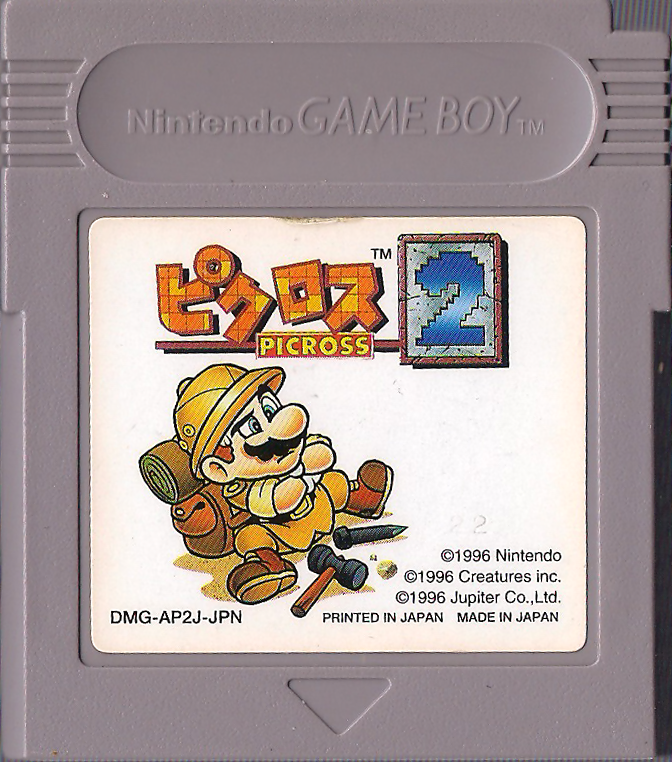 Nintendo GAME BOY TM
ピクロス TM 2
PICROSS
22
©1996 Nintendo
©1996 Creatures inc.
©1996 Jupiter Co.,Ltd.
DMG-AP2J-JPN PRINTED IN JAPAN MADE IN JAPAN